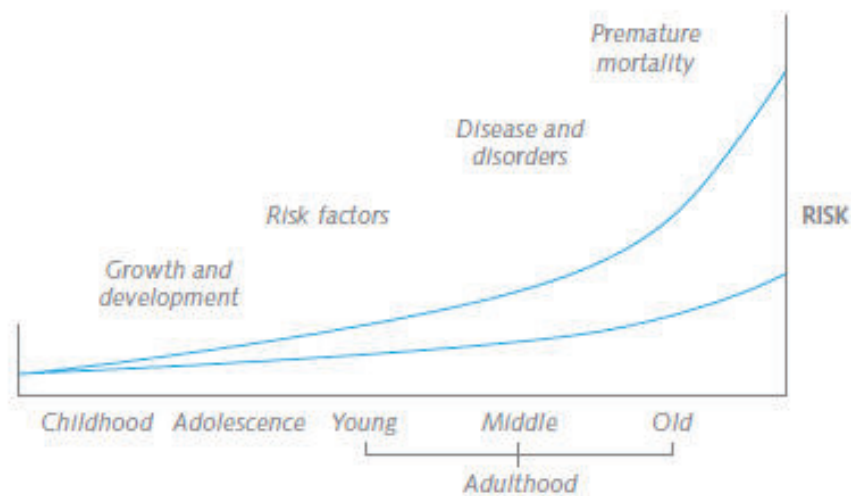 Premature
mortality
Disease and
disorders
Risk factors
RISK
Growth and
development
Childhood Adolescence Young Middle Old
Adulthood